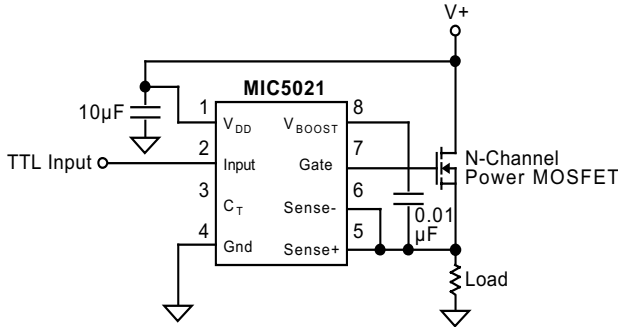 V+
MIC5021
10µF
1
8
V_DD
V_BOOST
TTL Input
2
7
Input
Gate
N-Channel
Power MOSFET
3
6
C_T
Sense-
0.01
µF
4
5
Gnd
Sense+
Load